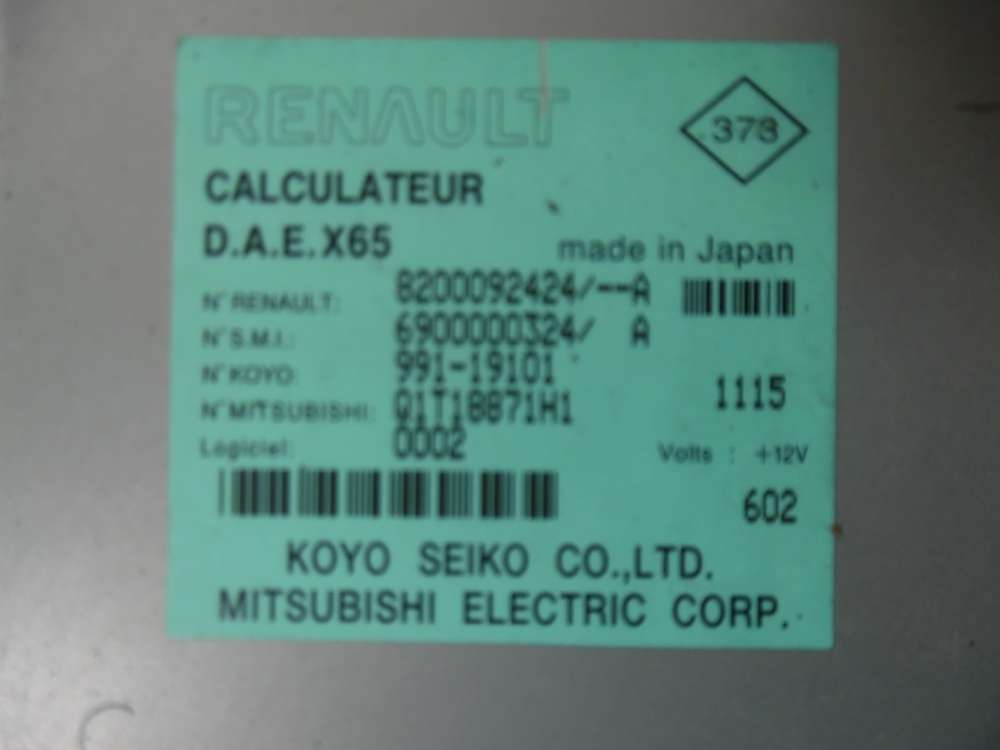 RENAULT
378
CALCULATEUR
D.A.E.X65
made in Japan
N° RENAULT: 8200092424/--A
N° S.M.I.: 6900000324/ A
N° KOYO: 991-19101
1115
N° MITSUBISHI: Q1T18871H1
Logiciel: 0002
Volts : +12V
602
KOYO SEIKO CO.,LTD.
MITSUBISHI ELECTRIC CORP.